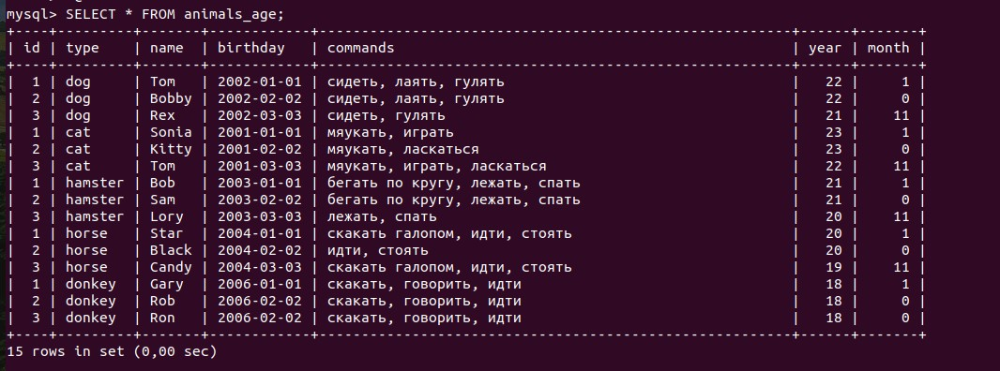 mysql> SELECT * FROM animals_age;
+----+---------+-------+------------+--------------------------------------------------------+------+-------+
| id | type    | name  | birthday   | commands                                               | year | month |
+----+---------+-------+------------+--------------------------------------------------------+------+-------+
|  1 | dog     | Tom   | 2002-01-01 | сидеть, лаять, гулять                                  |   22 |     1 |
|  2 | dog     | Bobby | 2002-02-02 | сидеть, лаять, гулять                                  |   22 |     0 |
|  3 | dog     | Rex   | 2002-03-03 | сидеть, гулять                                         |   21 |    11 |
|  1 | cat     | Sonia | 2001-01-01 | мяукать, играть                                        |   23 |     1 |
|  2 | cat     | Kitty | 2001-02-02 | мяукать, ласкаться                                     |   23 |     0 |
|  3 | cat     | Tom   | 2001-03-03 | мяукать, играть, ласкаться                             |   22 |    11 |
|  1 | hamster | Bob   | 2003-01-01 | бегать по кругу, лежать, спать                         |   21 |     1 |
|  2 | hamster | Sam   | 2003-02-02 | бегать по кругу, лежать, спать                         |   21 |     0 |
|  3 | hamster | Lory  | 2003-03-03 | лежать, спать                                          |   20 |    11 |
|  1 | horse   | Star  | 2004-01-01 | скакать галопом, идти, стоять                          |   20 |     1 |
|  2 | horse   | Black | 2004-02-02 | идти, стоять                                           |   20 |     0 |
|  3 | horse   | Candy | 2004-03-03 | скакать галопом, идти, стоять                          |   19 |    11 |
|  1 | donkey  | Gary  | 2006-01-01 | скакать, говорить, идти                                |   18 |     1 |
|  2 | donkey  | Rob   | 2006-02-02 | скакать, говорить, идти                                |   18 |     0 |
|  3 | donkey  | Ron   | 2006-02-02 | скакать, говорить, идти                                |   18 |     0 |
+----+---------+-------+------------+--------------------------------------------------------+------+-------+
15 rows in set (0,00 sec)